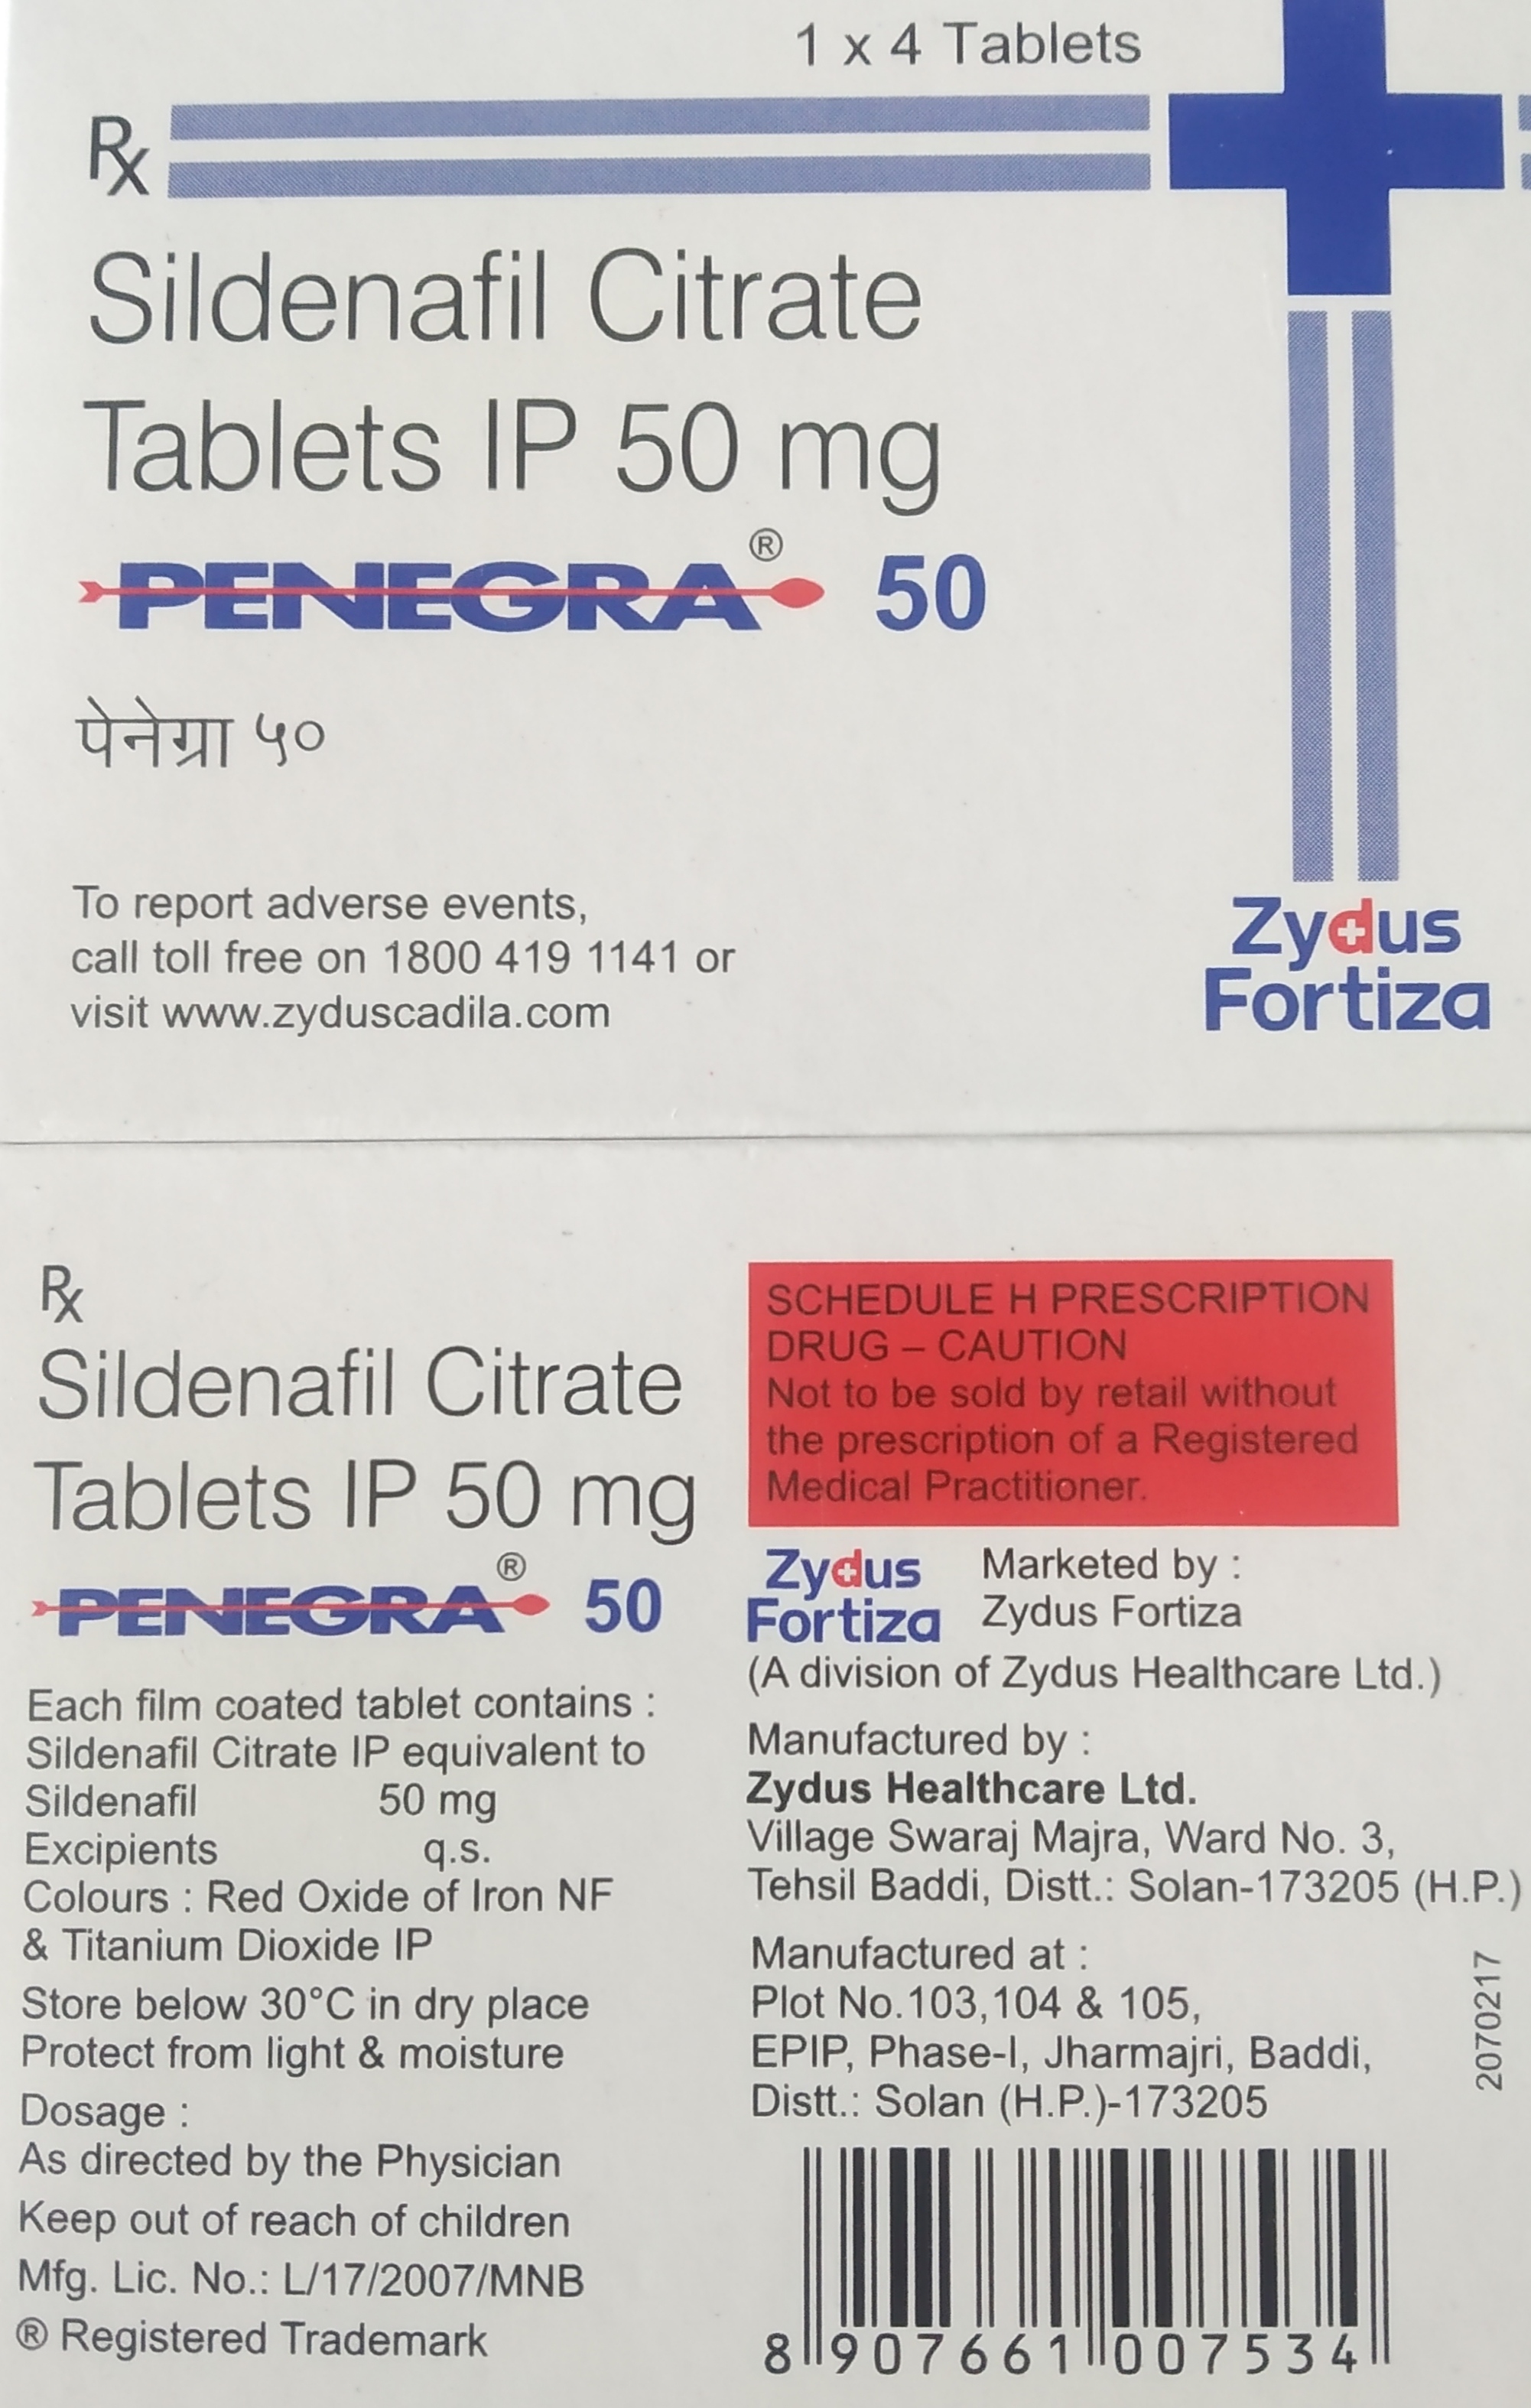 1 x 4 Tablets
Rx
Sildenafil Citrate
Tablets IP 50 mg
PENEGRA® 50
पेनेग्रा ५०
To report adverse events,
call toll free on 1800 419 1141 or
visit www.zyduscadila.com
Zydus
Fortiza
Rx
Sildenafil Citrate
Tablets IP 50 mg
PENEGRA® 50
Each film coated tablet contains :
Sildenafil Citrate IP equivalent to
Sildenafil 50 mg
Excipients q.s.
Colours : Red Oxide of Iron NF
& Titanium Dioxide IP
Store below 30°C in dry place
Protect from light & moisture
Dosage :
As directed by the Physician
Keep out of reach of children
Mfg. Lic. No.: L/17/2007/MNB
® Registered Trademark
SCHEDULE H PRESCRIPTION
DRUG – CAUTION
Not to be sold by retail without
the prescription of a Registered
Medical Practitioner.
Zydus
Fortiza
Marketed by :
Zydus Fortiza
(A division of Zydus Healthcare Ltd.)
Manufactured by :
Zydus Healthcare Ltd.
Village Swaraj Majra, Ward No. 3,
Tehsil Baddi, Distt.: Solan-173205 (H.P.)
Manufactured at :
Plot No.103,104 & 105,
EPIP, Phase-I, Jharmajri, Baddi,
Distt.: Solan (H.P.)-173205
2070217
8 907661 007534